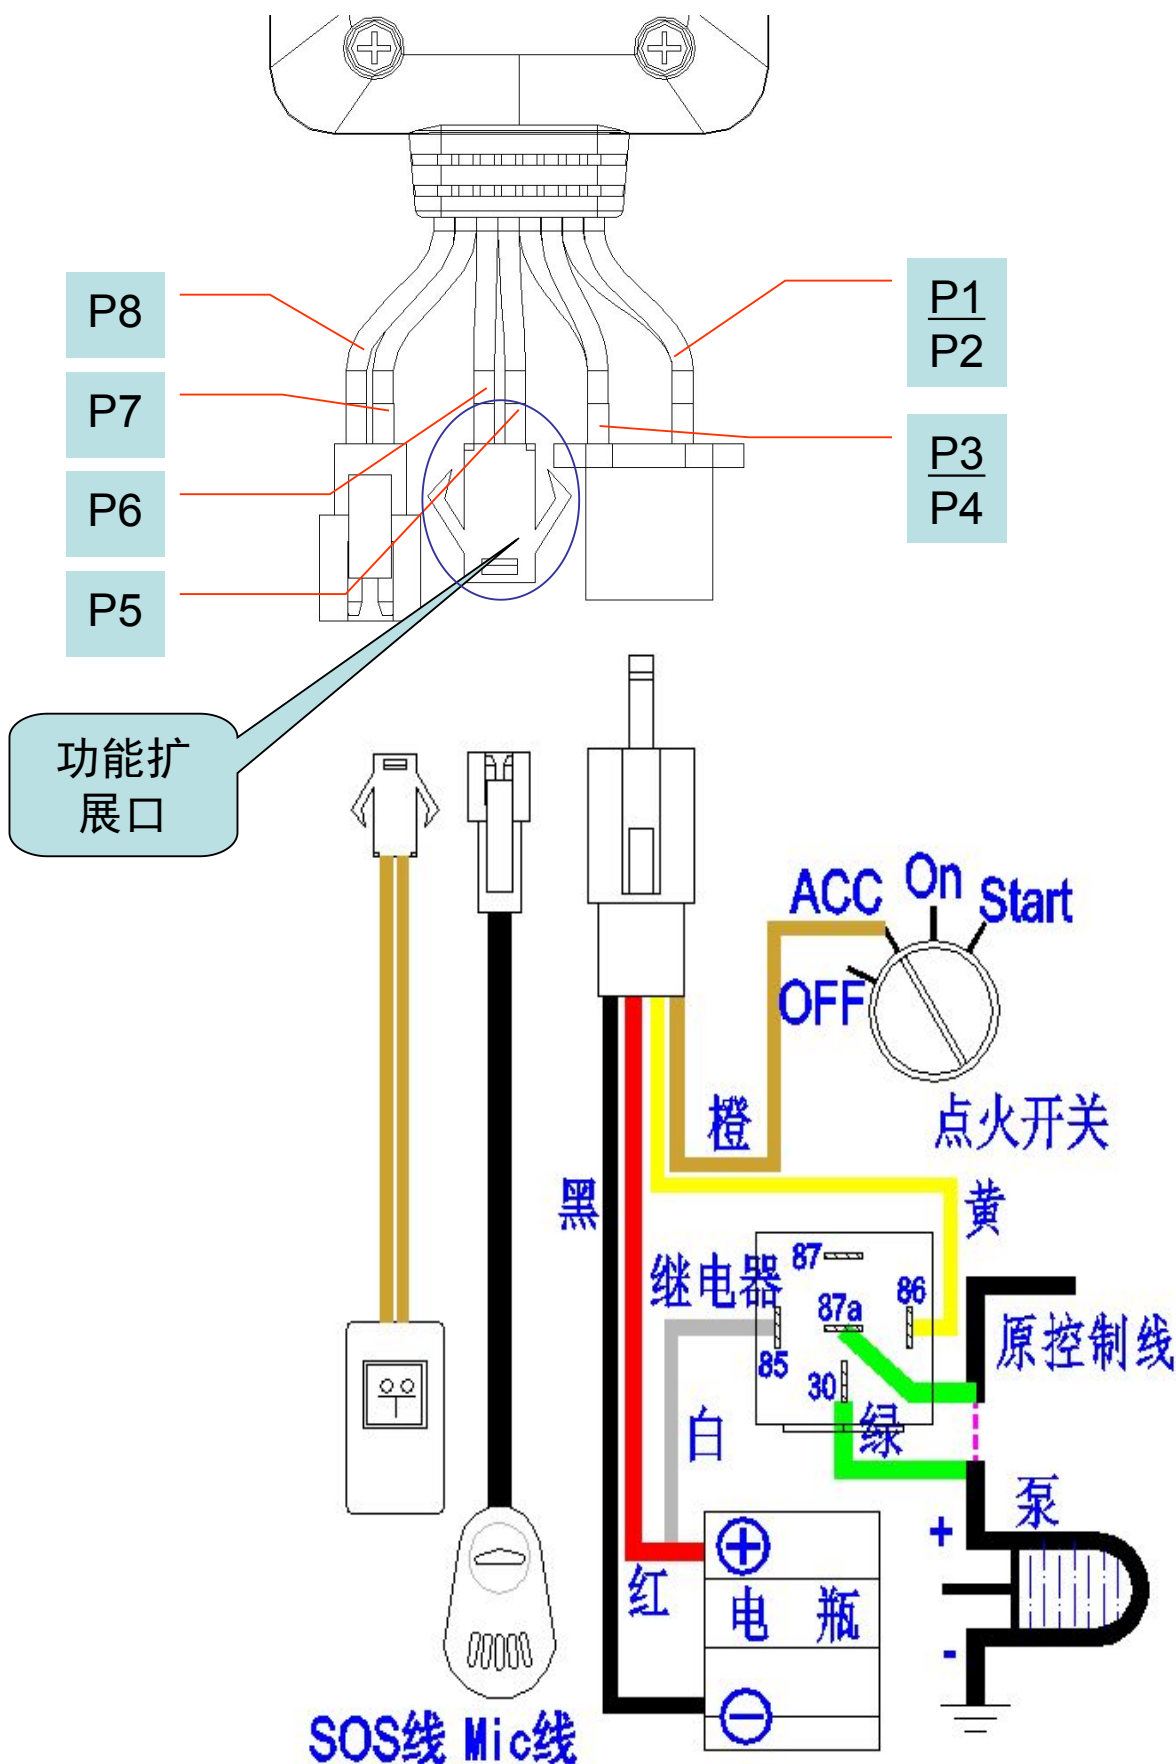 P8
P7
P6
P5
P1
P2
P3
P4
功能扩
展口
ACC
On
Start
OFF
点火开关
橙
黑
黄
继电器
87
86
87a
85
30
原控制线
白
绿
泵
+
-
红
+
电 瓶
−
SOS线
Mic线